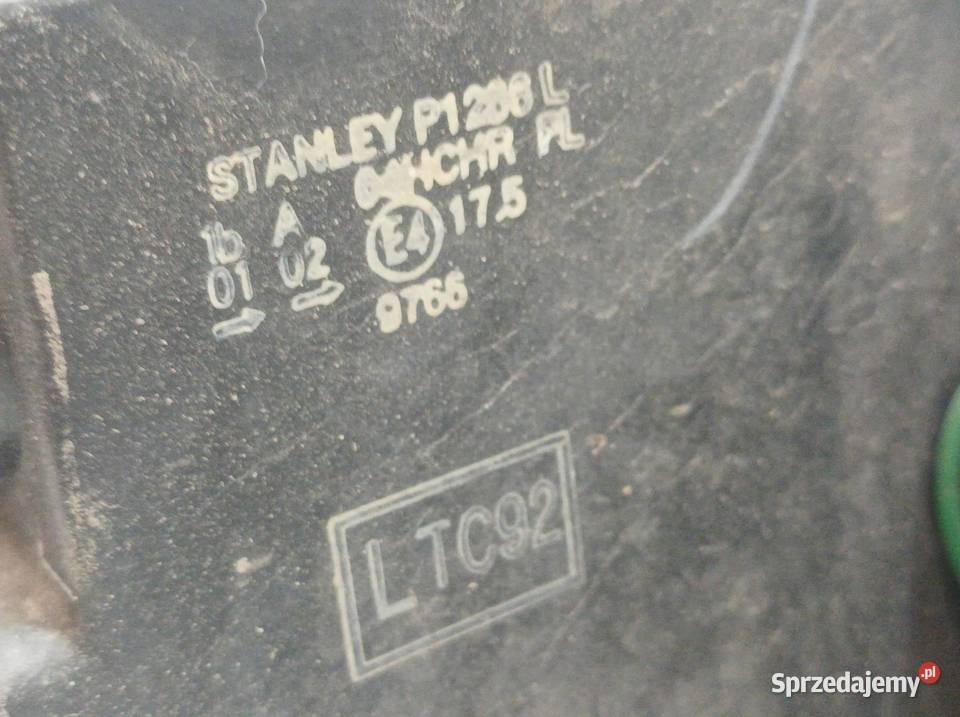 STANLEY P1286 L
1b A HCHR PL
01 02 E4 17.5
→ → 9766
LTC92
Sprzedajemy.pl